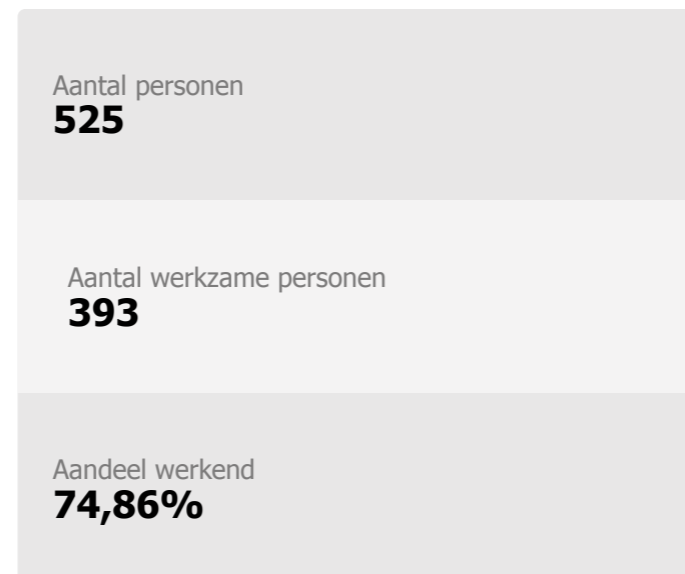 Aantal personen
525
Aantal werkzame personen
393
Aandeel werkend
74,86%